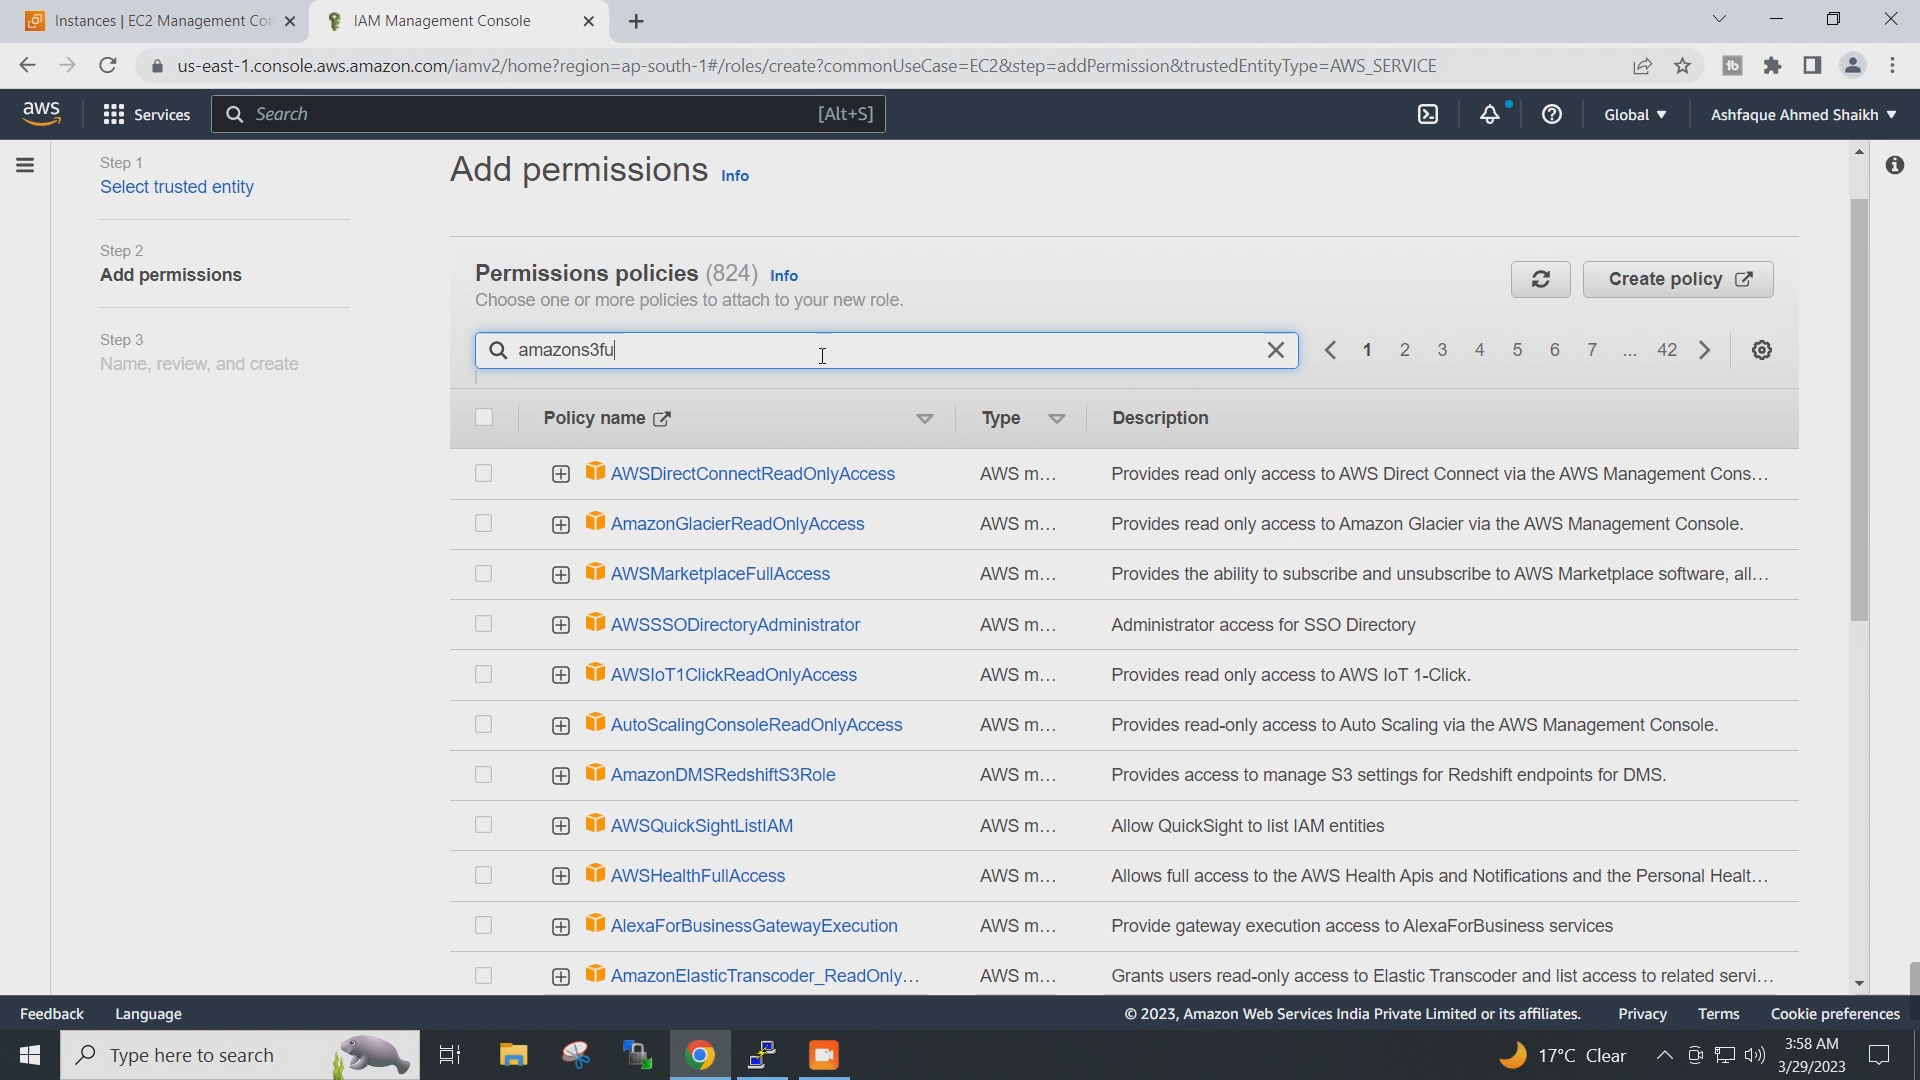 Instances | EC2 Management Con
IAM Management Console
us-east-1.console.aws.amazon.com/iamv2/home?region=ap-south-1#/roles/create?commonUseCase=EC2&step=addPermission&trustedEntityType=AWS_SERVICE
aws
Services
Search
[Alt+S]
Global
Ashfaque Ahmed Shaikh
Step 1
Select trusted entity
Step 2
Add permissions
Step 3
Name, review, and create
Add permissions Info
Permissions policies (824) Info
Choose one or more policies to attach to your new role.
Create policy
amazons3fu
1 2 3 4 5 6 7 ... 42
Policy name Type Description
AWSDirectConnectReadOnlyAccess AWS m... Provides read only access to AWS Direct Connect via the AWS Management Cons...
AmazonGlacierReadOnlyAccess AWS m... Provides read only access to Amazon Glacier via the AWS Management Console.
AWSMarketplaceFullAccess AWS m... Provides the ability to subscribe and unsubscribe to AWS Marketplace software, all...
AWSSSODirectoryAdministrator AWS m... Administrator access for SSO Directory
AWSIoT1ClickReadOnlyAccess AWS m... Provides read only access to AWS IoT 1-Click.
AutoScalingConsoleReadOnlyAccess AWS m... Provides read-only access to Auto Scaling via the AWS Management Console.
AmazonDMSRedshiftS3Role AWS m... Provides access to manage S3 settings for Redshift endpoints for DMS.
AWSQuickSightListIAM AWS m... Allow QuickSight to list IAM entities
AWSHealthFullAccess AWS m... Allows full access to the AWS Health Apis and Notifications and the Personal Healt...
AlexaForBusinessGatewayExecution AWS m... Provide gateway execution access to AlexaForBusiness services
AmazonElasticTranscoder_ReadOnly... AWS m... Grants users read-only access to Elastic Transcoder and list access to related servi...
Feedback Language © 2023, Amazon Web Services India Private Limited or its affiliates. Privacy Terms Cookie preferences
Type here to search
17°C Clear
3:58 AM
3/29/2023